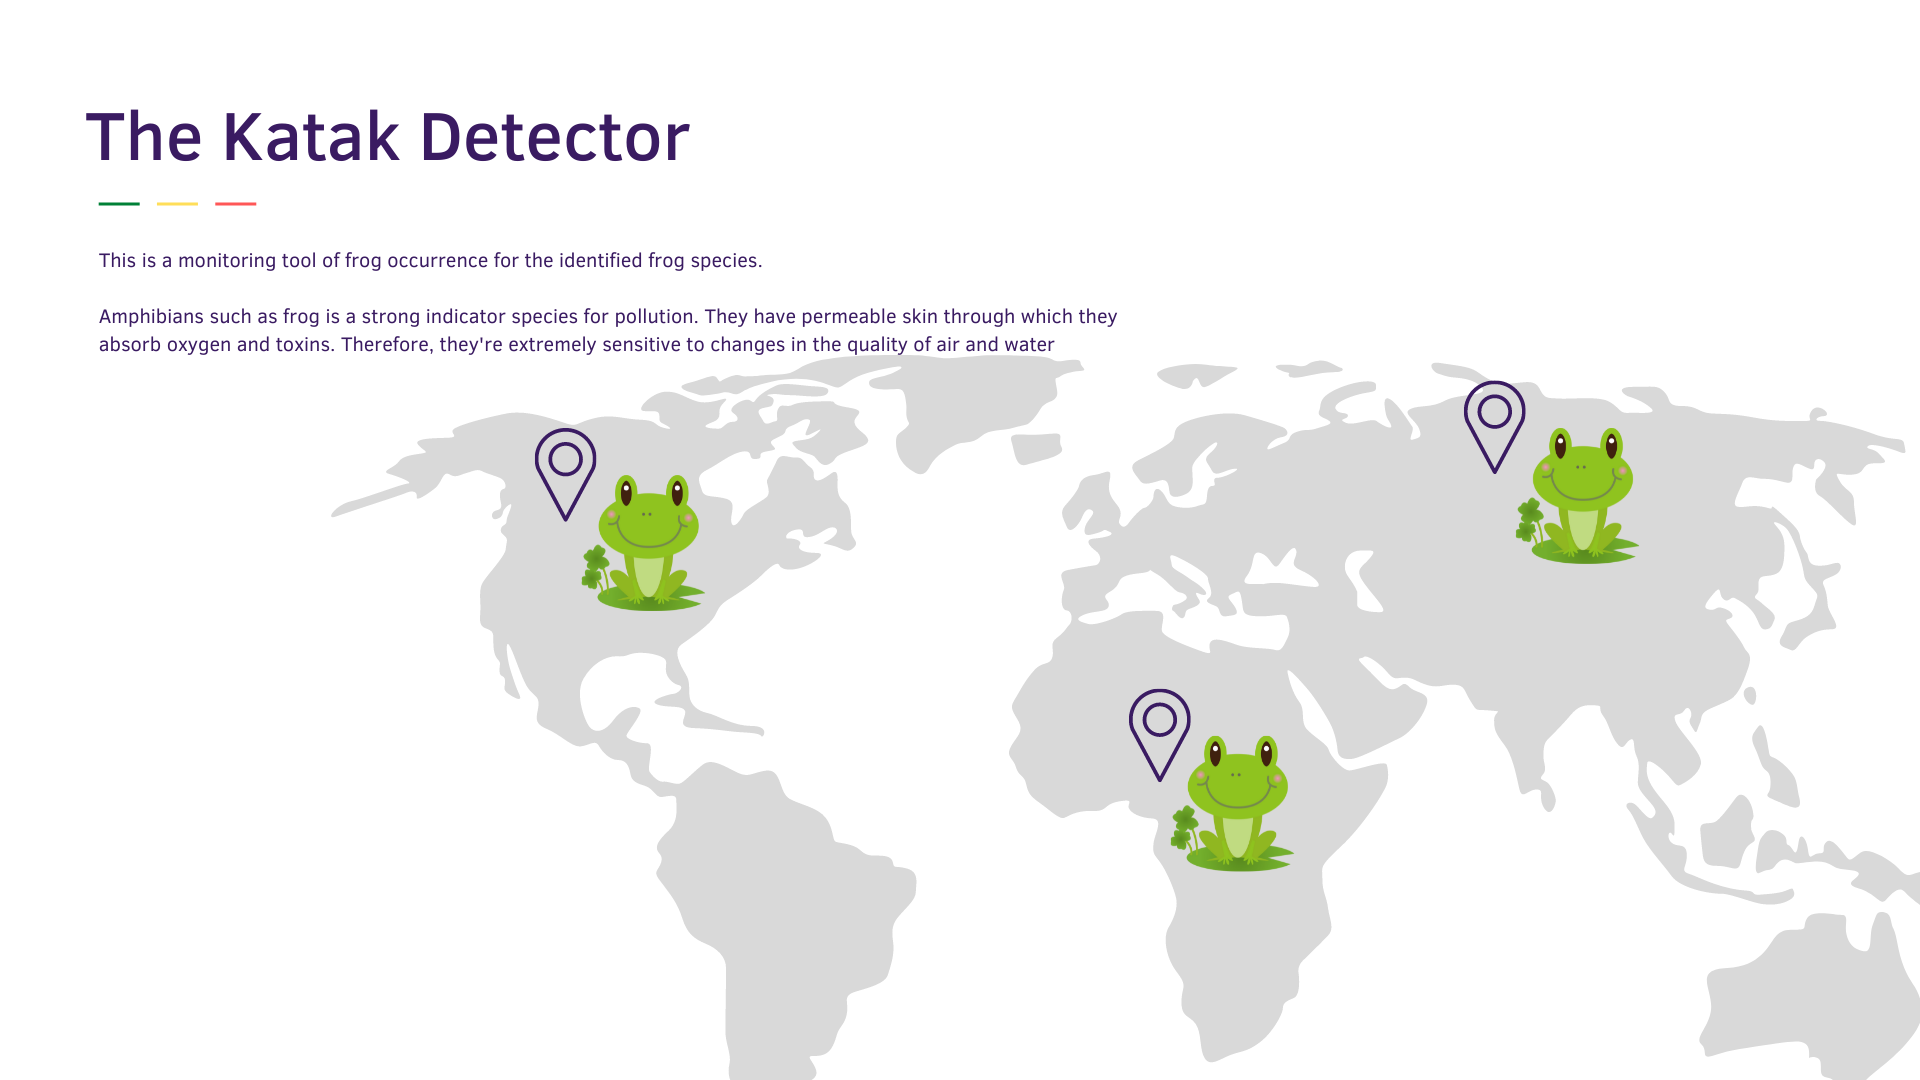 The Katak Detector
This is a monitoring tool of frog occurrence for the identified frog species.
Amphibians such as frog is a strong indicator species for pollution. They have permeable skin through which they
absorb oxygen and toxins. Therefore, they're extremely sensitive to changes in the quality of air and water